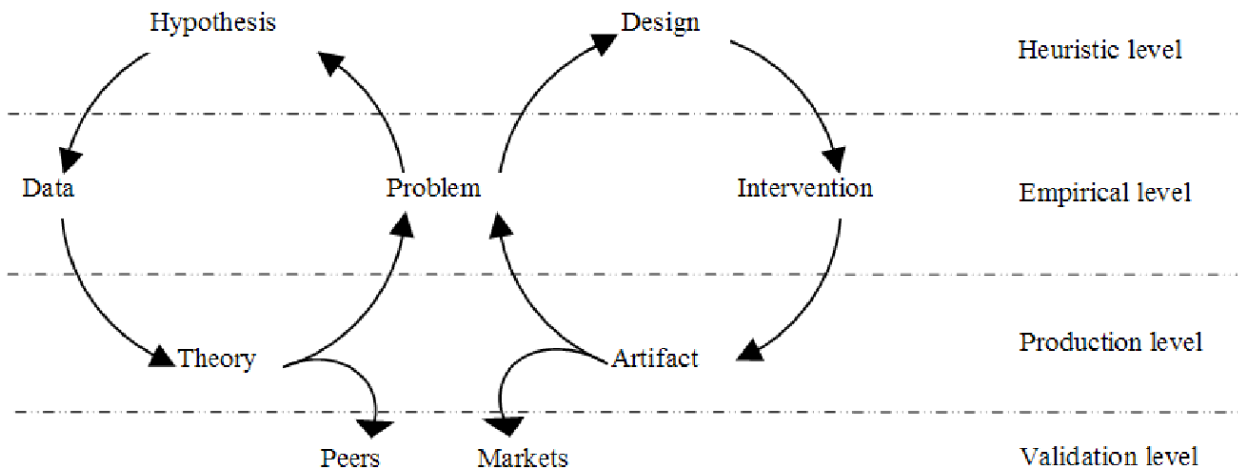 Hypothesis
Design
Heuristic level
Data
Problem
Intervention
Empirical level
Theory
Artifact
Production level
Peers
Markets
Validation level